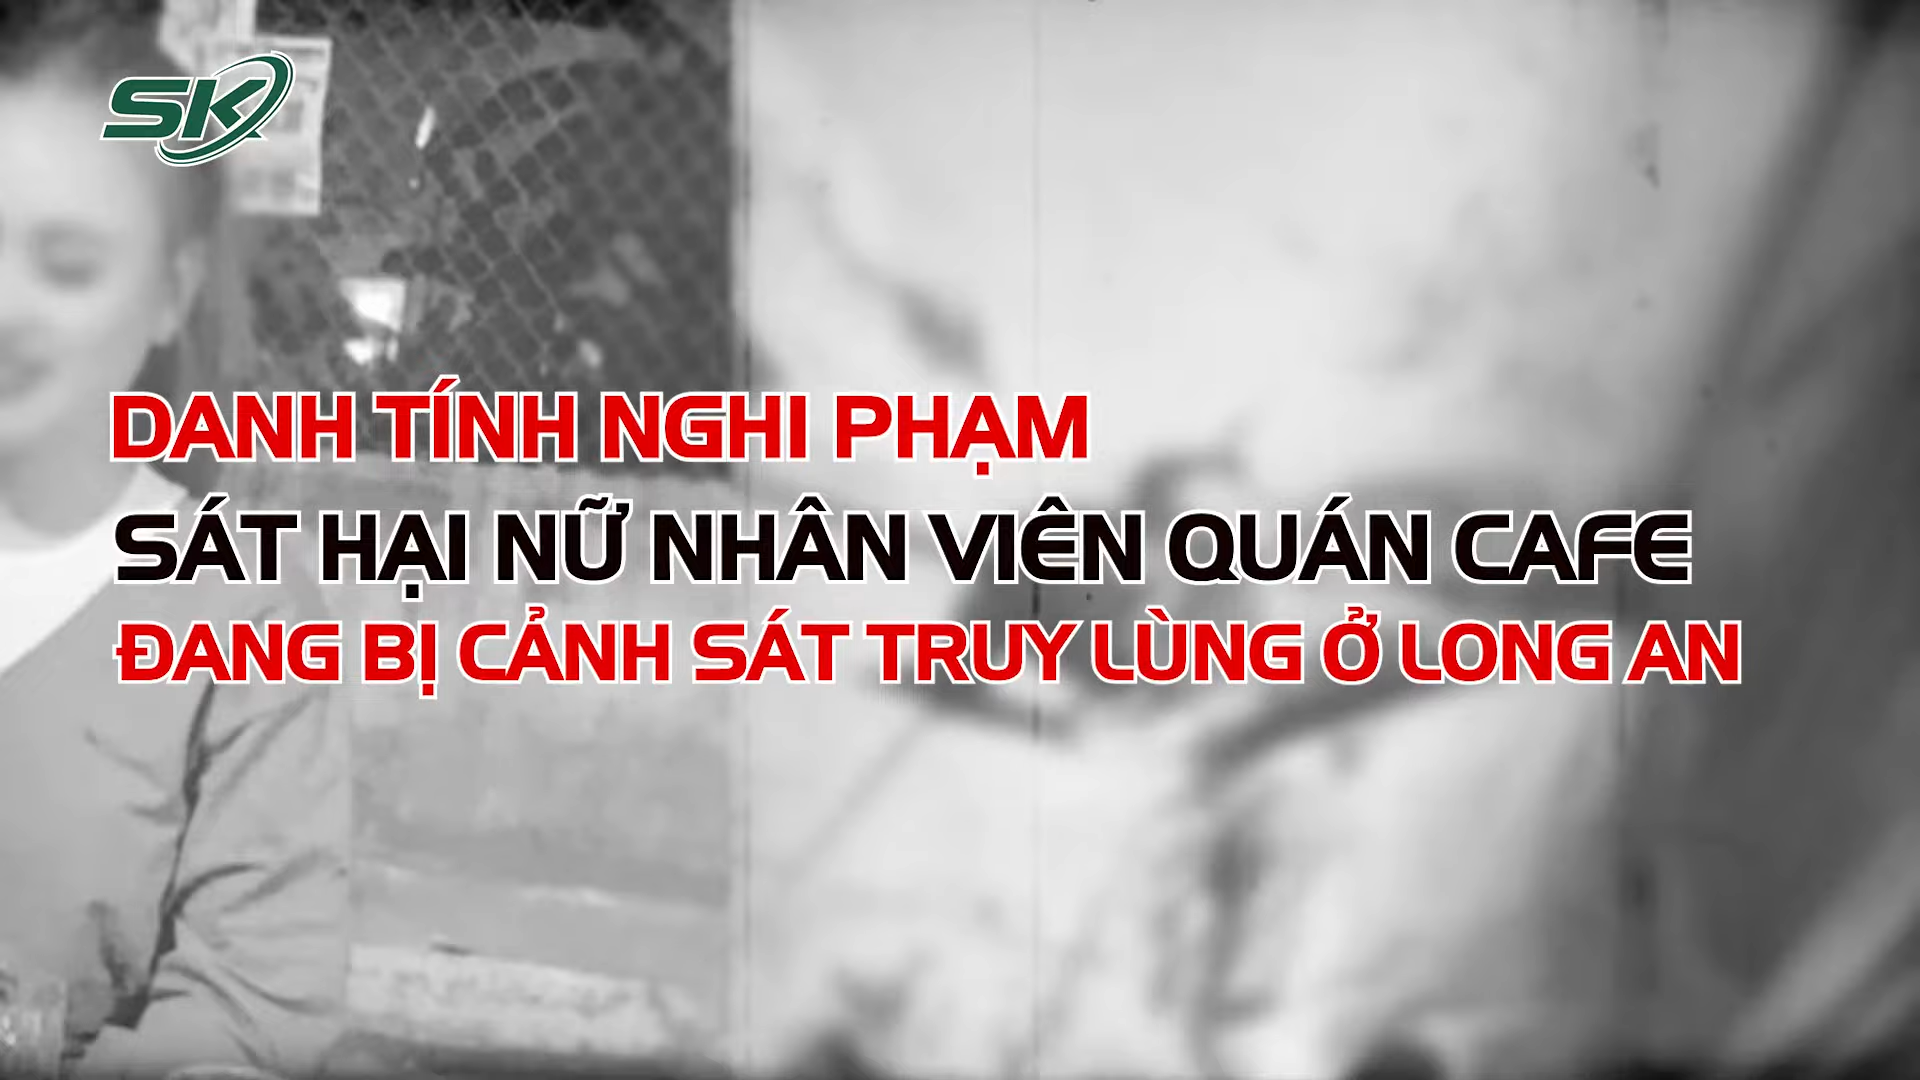 SK
DANH TÍNH NGHI PHẠM
SÁT HẠI NỮ NHÂN VIÊN QUÁN CAFE
ĐANG BỊ CẢNH SÁT TRUY LÙNG Ở LONG AN